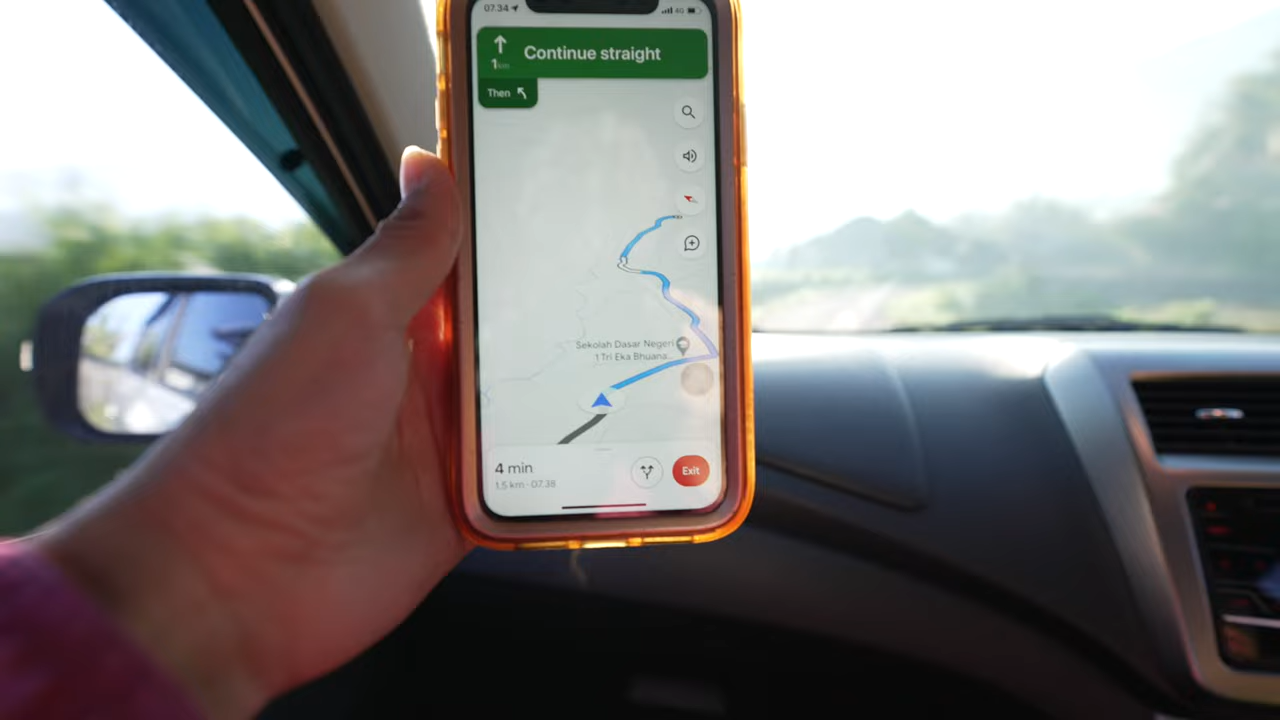 07.34
4G
Continue straight
1 km
Then
Sekolah Dasar Negeri
1 Tri Eka Bhuana...
4 min
1.5 km · 07.38
Exit